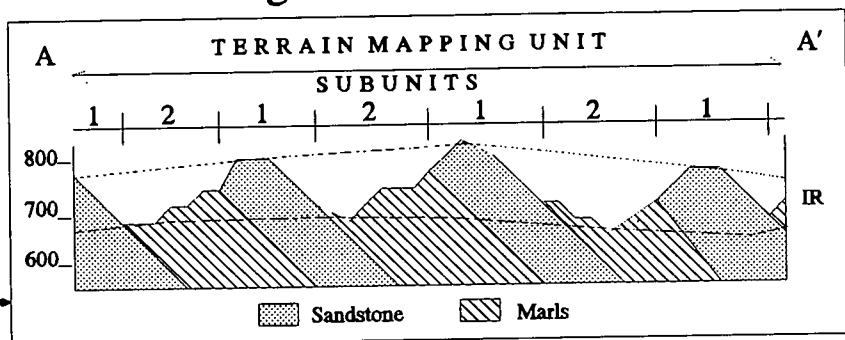 A TERRAIN MAPPING UNIT A'
SUBUNITS
1 2 1 2 1 2 1
800
700 IR
600
Sandstone Marls